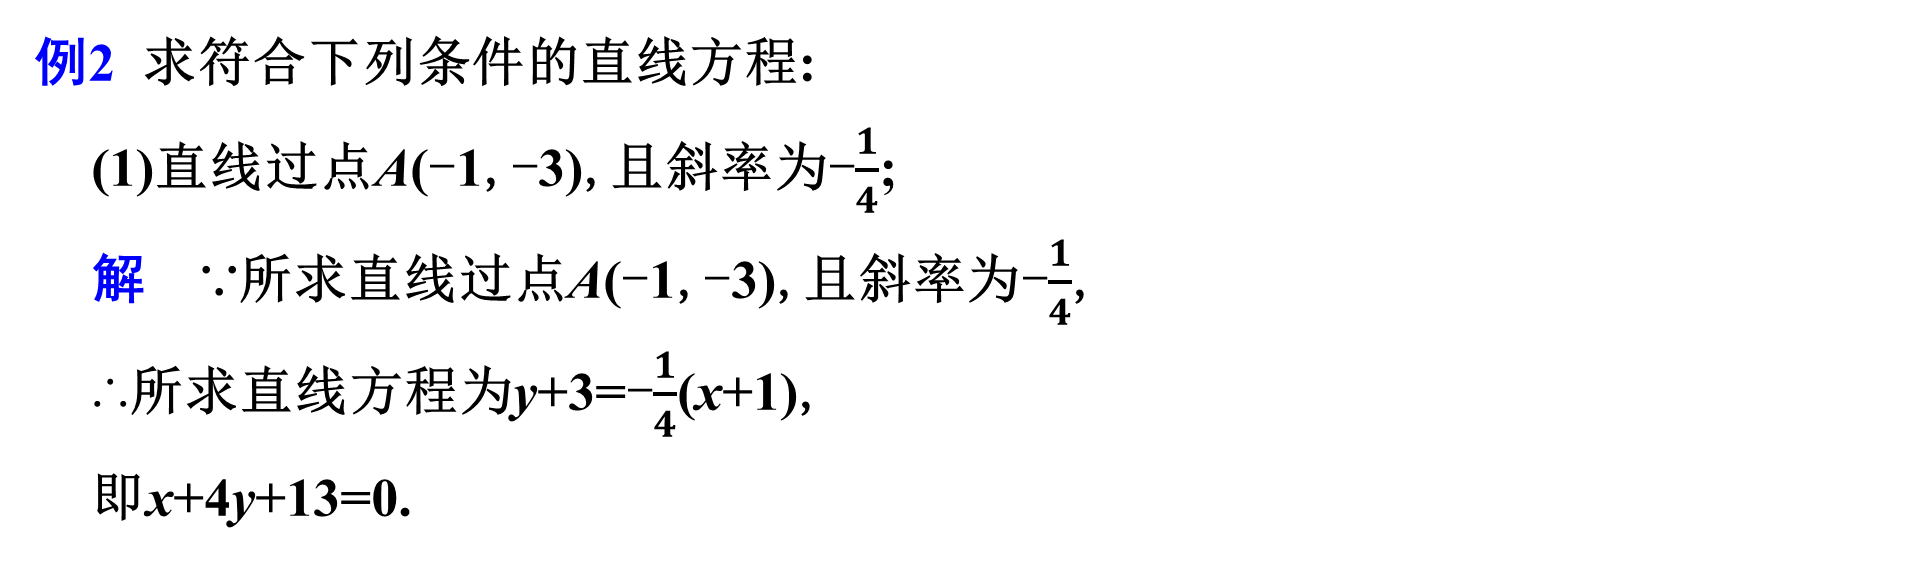 例2 求符合下列条件的直线方程:
(1)直线过点A(−1, −3), 且斜率为−1/4;
解 ∵所求直线过点A(−1, −3), 且斜率为−1/4,
∴所求直线方程为y+3=−1/4(x+1),
即x+4y+13=0.